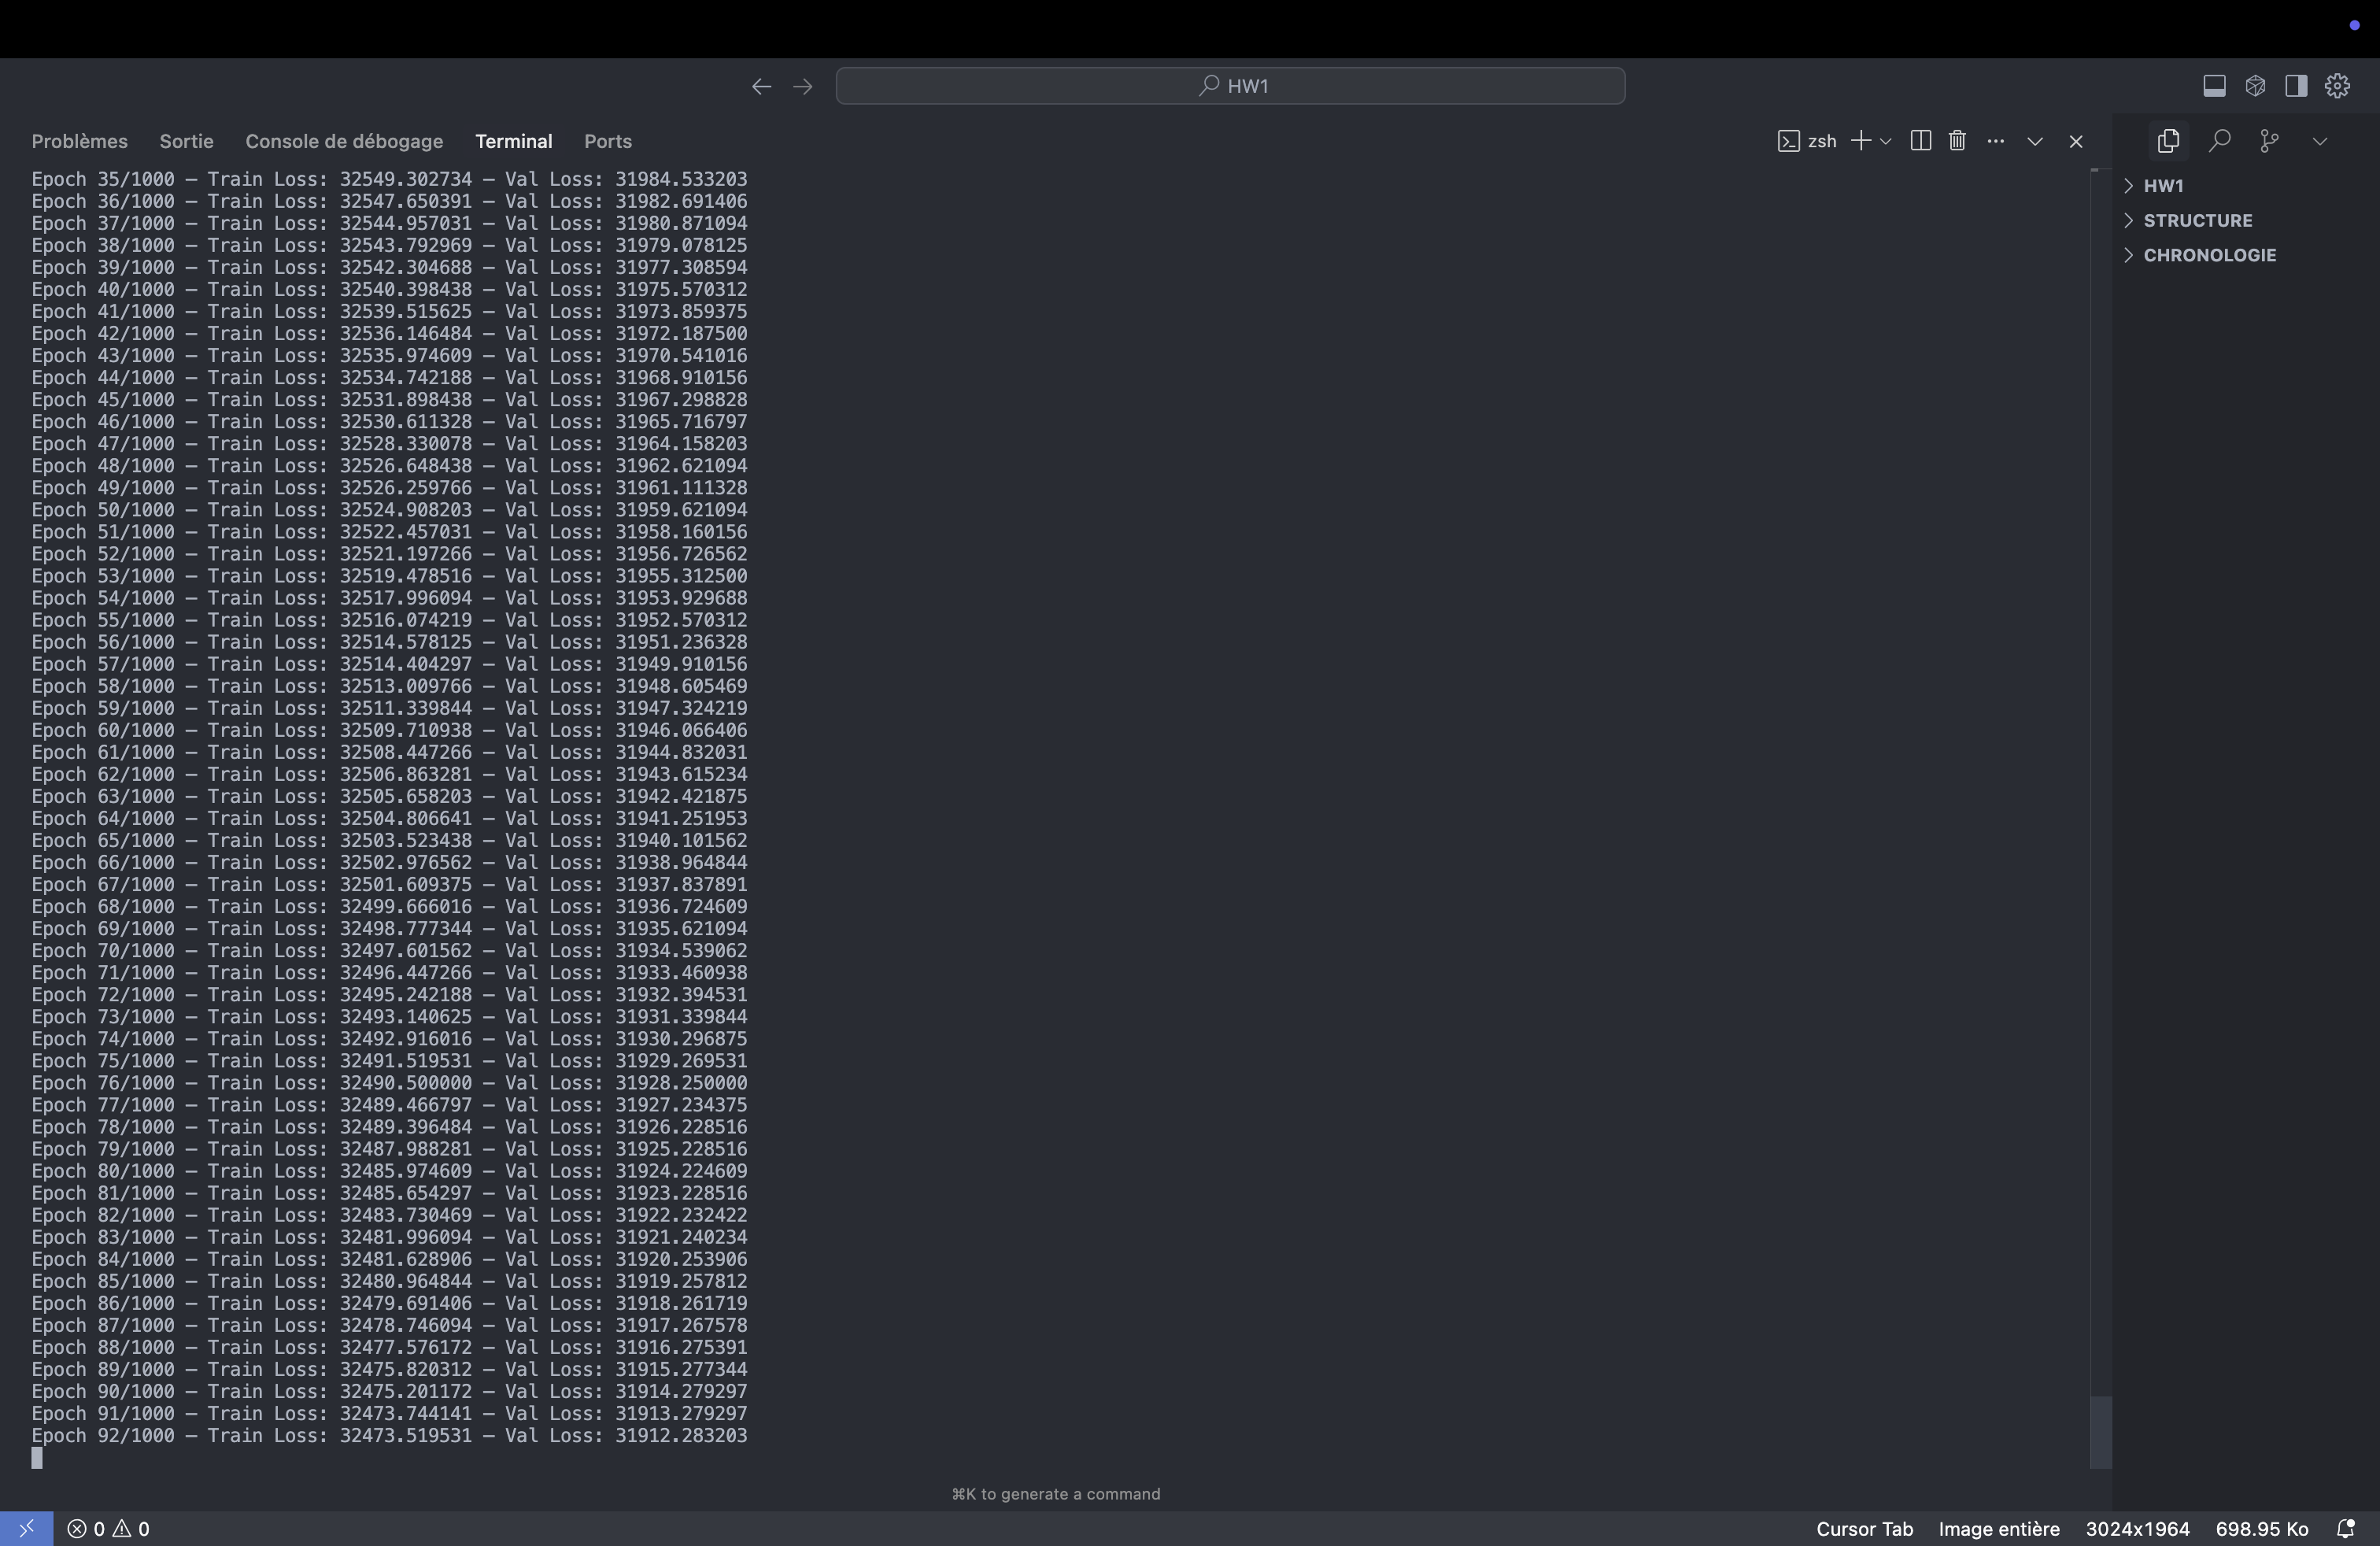 HW1
Problèmes Sortie Console de débogage Terminal Ports zsh
Epoch 35/1000 — Train Loss: 32549.302734 — Val Loss: 31984.533203
Epoch 36/1000 — Train Loss: 32547.650391 — Val Loss: 31982.691406
Epoch 37/1000 — Train Loss: 32544.957031 — Val Loss: 31980.871094
Epoch 38/1000 — Train Loss: 32543.792969 — Val Loss: 31979.078125
Epoch 39/1000 — Train Loss: 32542.304688 — Val Loss: 31977.308594
Epoch 40/1000 — Train Loss: 32540.398438 — Val Loss: 31975.570312
Epoch 41/1000 — Train Loss: 32539.515625 — Val Loss: 31973.859375
Epoch 42/1000 — Train Loss: 32536.146484 — Val Loss: 31972.187500
Epoch 43/1000 — Train Loss: 32535.974609 — Val Loss: 31970.541016
Epoch 44/1000 — Train Loss: 32534.742188 — Val Loss: 31968.910156
Epoch 45/1000 — Train Loss: 32531.898438 — Val Loss: 31967.298828
Epoch 46/1000 — Train Loss: 32530.611328 — Val Loss: 31965.716797
Epoch 47/1000 — Train Loss: 32528.330078 — Val Loss: 31964.158203
Epoch 48/1000 — Train Loss: 32526.648438 — Val Loss: 31962.621094
Epoch 49/1000 — Train Loss: 32526.259766 — Val Loss: 31961.111328
Epoch 50/1000 — Train Loss: 32524.908203 — Val Loss: 31959.621094
Epoch 51/1000 — Train Loss: 32522.457031 — Val Loss: 31958.160156
Epoch 52/1000 — Train Loss: 32521.197266 — Val Loss: 31956.726562
Epoch 53/1000 — Train Loss: 32519.478516 — Val Loss: 31955.312500
Epoch 54/1000 — Train Loss: 32517.996094 — Val Loss: 31953.929688
Epoch 55/1000 — Train Loss: 32516.074219 — Val Loss: 31952.570312
Epoch 56/1000 — Train Loss: 32514.578125 — Val Loss: 31951.236328
Epoch 57/1000 — Train Loss: 32514.404297 — Val Loss: 31949.910156
Epoch 58/1000 — Train Loss: 32513.009766 — Val Loss: 31948.605469
Epoch 59/1000 — Train Loss: 32511.339844 — Val Loss: 31947.324219
Epoch 60/1000 — Train Loss: 32509.710938 — Val Loss: 31946.066406
Epoch 61/1000 — Train Loss: 32508.447266 — Val Loss: 31944.832031
Epoch 62/1000 — Train Loss: 32506.863281 — Val Loss: 31943.615234
Epoch 63/1000 — Train Loss: 32505.658203 — Val Loss: 31942.421875
Epoch 64/1000 — Train Loss: 32504.806641 — Val Loss: 31941.251953
Epoch 65/1000 — Train Loss: 32503.523438 — Val Loss: 31940.101562
Epoch 66/1000 — Train Loss: 32502.976562 — Val Loss: 31938.964844
Epoch 67/1000 — Train Loss: 32501.609375 — Val Loss: 31937.837891
Epoch 68/1000 — Train Loss: 32499.666016 — Val Loss: 31936.724609
Epoch 69/1000 — Train Loss: 32498.777344 — Val Loss: 31935.621094
Epoch 70/1000 — Train Loss: 32497.601562 — Val Loss: 31934.539062
Epoch 71/1000 — Train Loss: 32496.447266 — Val Loss: 31933.460938
Epoch 72/1000 — Train Loss: 32495.242188 — Val Loss: 31932.394531
Epoch 73/1000 — Train Loss: 32493.140625 — Val Loss: 31931.339844
Epoch 74/1000 — Train Loss: 32492.916016 — Val Loss: 31930.296875
Epoch 75/1000 — Train Loss: 32491.519531 — Val Loss: 31929.269531
Epoch 76/1000 — Train Loss: 32490.500000 — Val Loss: 31928.250000
Epoch 77/1000 — Train Loss: 32489.466797 — Val Loss: 31927.234375
Epoch 78/1000 — Train Loss: 32489.396484 — Val Loss: 31926.228516
Epoch 79/1000 — Train Loss: 32487.988281 — Val Loss: 31925.228516
Epoch 80/1000 — Train Loss: 32485.974609 — Val Loss: 31924.224609
Epoch 81/1000 — Train Loss: 32485.654297 — Val Loss: 31923.228516
Epoch 82/1000 — Train Loss: 32483.730469 — Val Loss: 31922.232422
Epoch 83/1000 — Train Loss: 32481.996094 — Val Loss: 31921.240234
Epoch 84/1000 — Train Loss: 32481.628906 — Val Loss: 31920.253906
Epoch 85/1000 — Train Loss: 32480.964844 — Val Loss: 31919.257812
Epoch 86/1000 — Train Loss: 32479.691406 — Val Loss: 31918.261719
Epoch 87/1000 — Train Loss: 32478.746094 — Val Loss: 31917.267578
Epoch 88/1000 — Train Loss: 32477.576172 — Val Loss: 31916.275391
Epoch 89/1000 — Train Loss: 32475.820312 — Val Loss: 31915.277344
Epoch 90/1000 — Train Loss: 32475.201172 — Val Loss: 31914.279297
Epoch 91/1000 — Train Loss: 32473.744141 — Val Loss: 31913.279297
Epoch 92/1000 — Train Loss: 32473.519531 — Val Loss: 31912.283203
⌘K to generate a command
HW1
STRUCTURE
CHRONOLOGIE
0 0 Cursor Tab Image entière 3024x1964 698.95 Ko